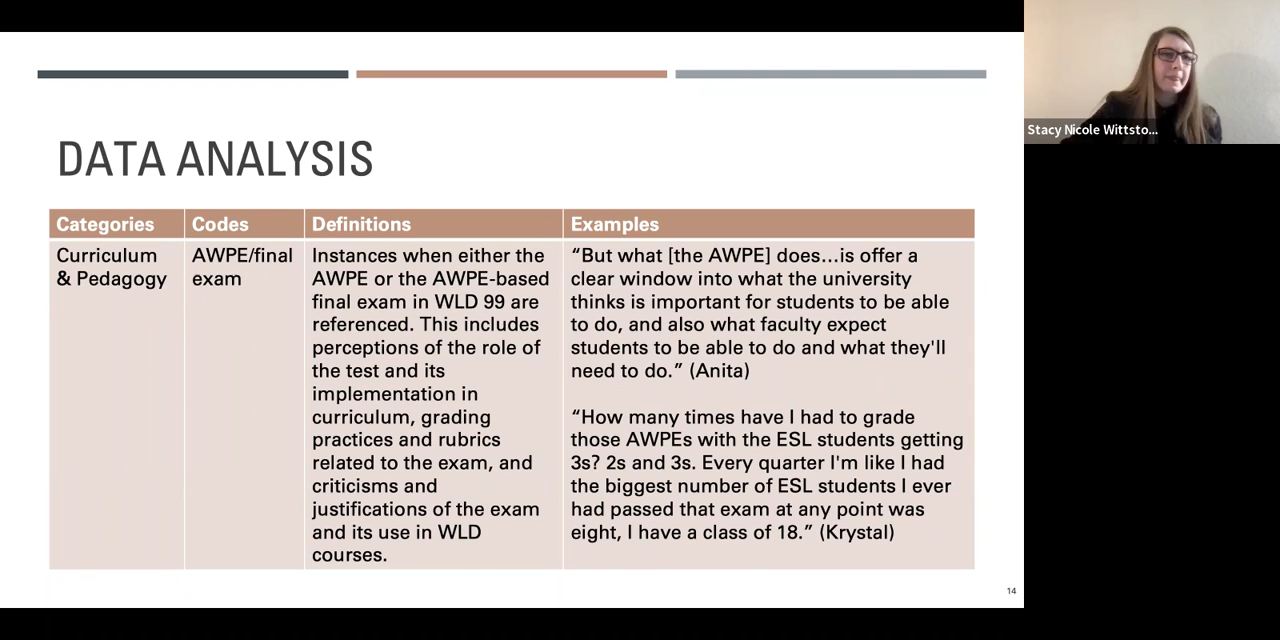 DATA ANALYSIS
Categories
Codes
Definitions
Examples
Curriculum
& Pedagogy
AWPE/final
exam
Instances when either the
AWPE or the AWPE-based
final exam in WLD 99 are
referenced. This includes
perceptions of the role of
the test and its
implementation in
curriculum, grading
practices and rubrics
related to the exam, and
criticisms and
justifications of the exam
and its use in WLD
courses.
“But what [the AWPE] does…is offer a
clear window into what the university
thinks is important for students to be able
to do, and also what faculty expect
students to be able to do and what they'll
need to do.” (Anita)
“How many times have I had to grade
those AWPEs with the ESL students getting
3s? 2s and 3s. Every quarter I'm like I had
the biggest number of ESL students I ever
had passed that exam at any point was
eight, I have a class of 18.” (Krystal)
14
Stacy Nicole Wittsto...